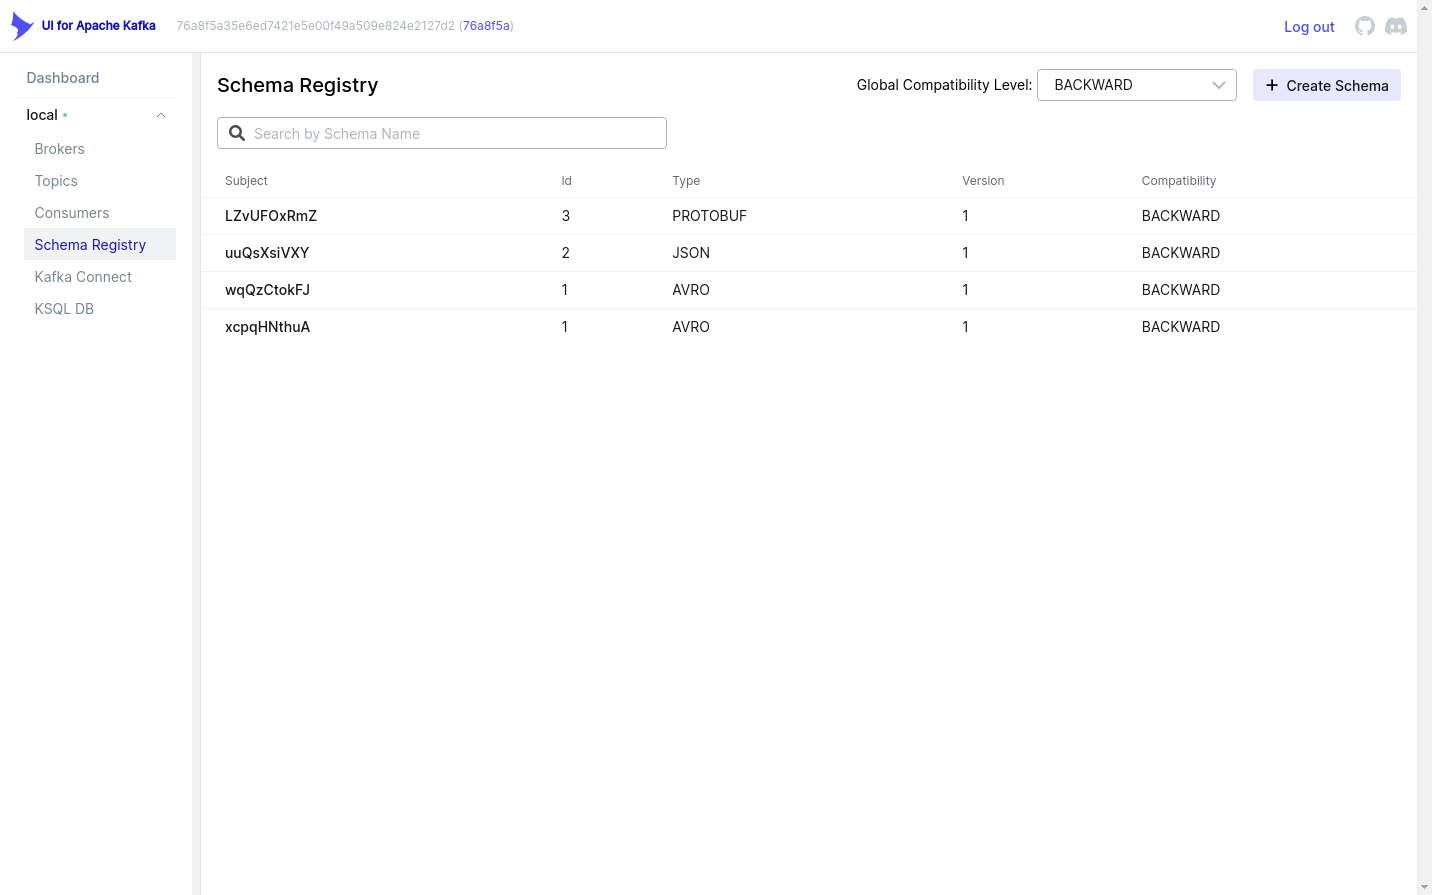 UI for Apache Kafka 76a8f5a35e6ed7421e5e00f49a509e824e2127d2 (76a8f5a) Log out
Dashboard
local
Brokers
Topics
Consumers
Schema Registry
Kafka Connect
KSQL DB
Schema Registry Global Compatibility Level: BACKWARD Create Schema
Search by Schema Name
Subject Id Type Version Compatibility
LZvUFOxRmZ 3 PROTOBUF 1 BACKWARD
uuQsXsiVXY 2 JSON 1 BACKWARD
wqQzCtokFJ 1 AVRO 1 BACKWARD
xcpqHNthuA 1 AVRO 1 BACKWARD